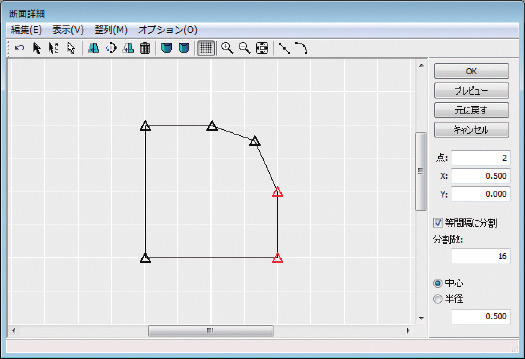 断面詳細
編集(E) 表示(V) 整列(M) オプション(O)
OK
プレビュー
元に戻す
キャンセル
点: 2
X: 0.500
Y: 0.000
等間隔に分割
分割数:
16
中心
半径
0.500